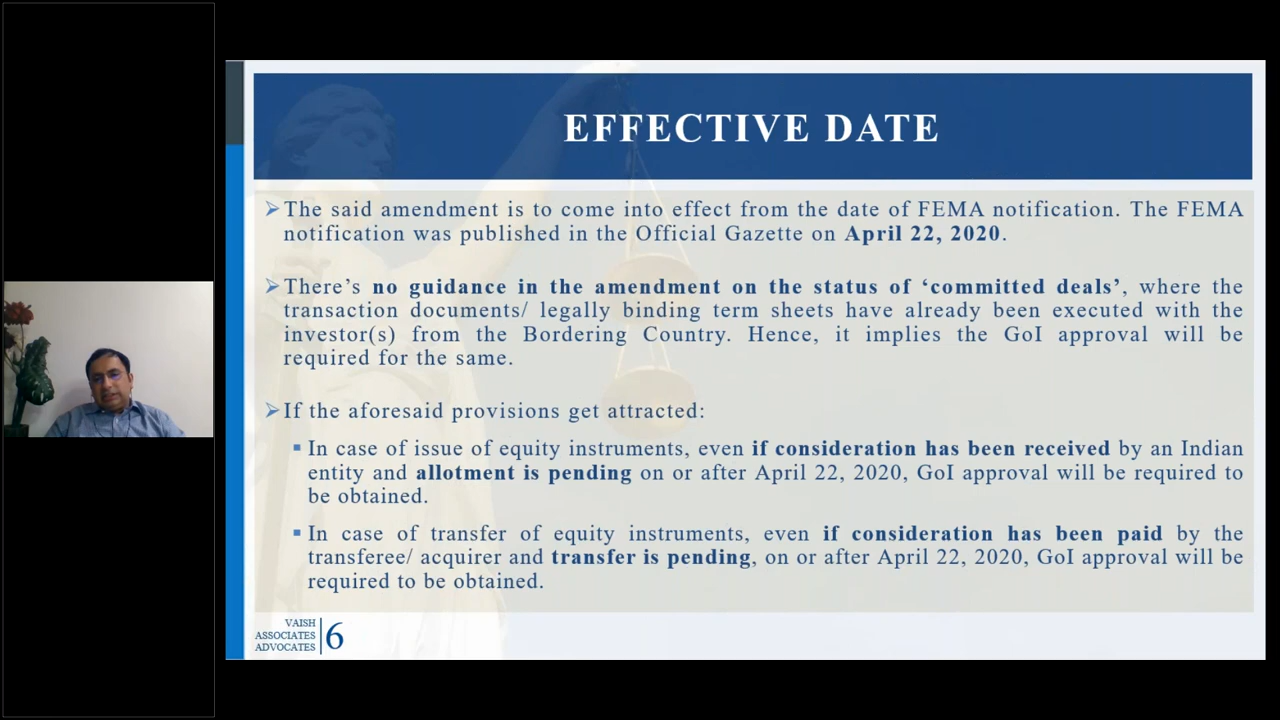 EFFECTIVE DATE
➢The said amendment is to come into effect from the date of FEMA notification. The FEMA
notification was published in the Official Gazette on April 22, 2020.
➢There’s no guidance in the amendment on the status of ‘committed deals’, where the
transaction documents/ legally binding term sheets have already been executed with the
investor(s) from the Bordering Country. Hence, it implies the GoI approval will be
required for the same.
➢If the aforesaid provisions get attracted:
▪ In case of issue of equity instruments, even if consideration has been received by an Indian
entity and allotment is pending on or after April 22, 2020, GoI approval will be required to
be obtained.
▪ In case of transfer of equity instruments, even if consideration has been paid by the
transferee/ acquirer and transfer is pending, on or after April 22, 2020, GoI approval will be
required to be obtained.
VAISH
ASSOCIATES
ADVOCATES
6